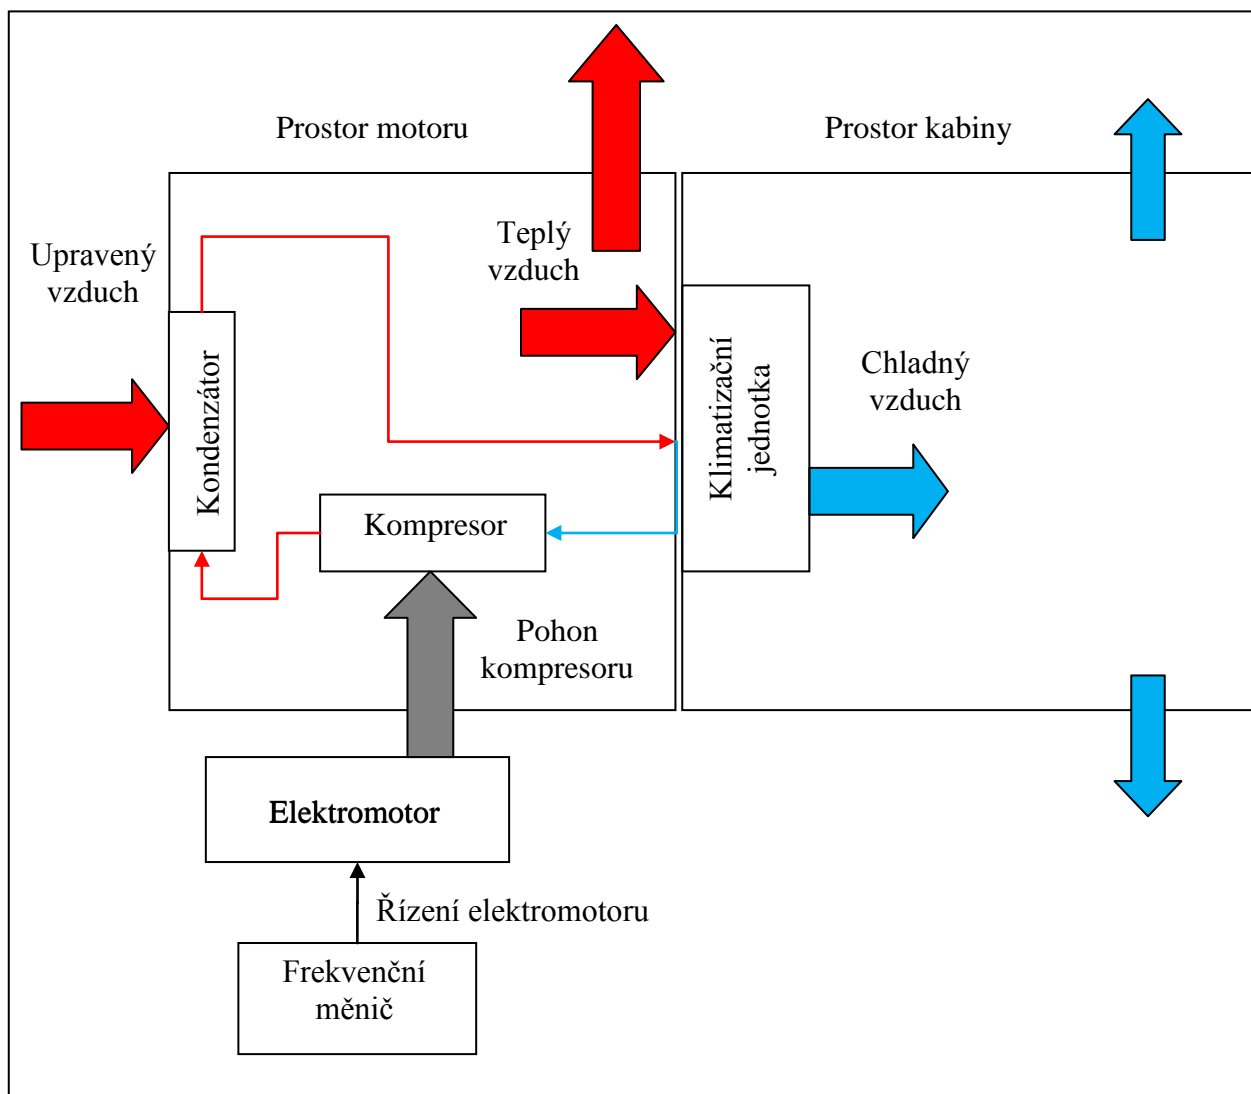 Prostor motoru
Prostor kabiny
Upravený
vzduch
Teplý
vzduch
Kondenzátor
Klimatizační
jednotka
Chladný
vzduch
Kompresor
Pohon
kompresoru
Elektromotor
Řízení elektromotoru
Frekvenční
měnič